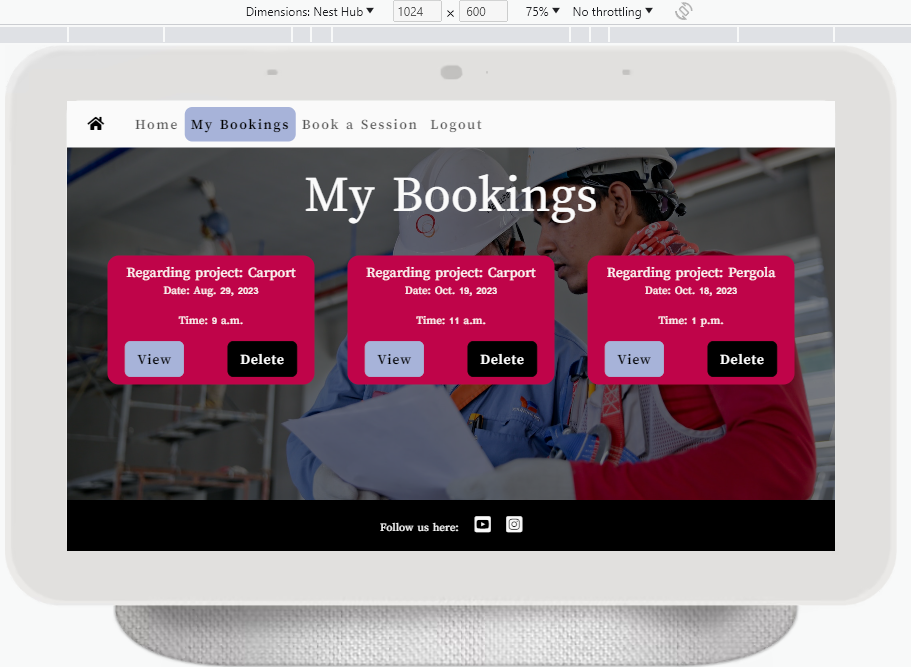 Dimensions: Nest Hub 1024 × 600 75% No throttling
Home My Bookings Book a Session Logout
My Bookings
Regarding project: Carport
Date: Aug. 29, 2023
Time: 9 a.m.
View Delete
Regarding project: Carport
Date: Oct. 19, 2023
Time: 11 a.m.
View Delete
Regarding project: Pergola
Date: Oct. 18, 2023
Time: 1 p.m.
View Delete
Follow us here: